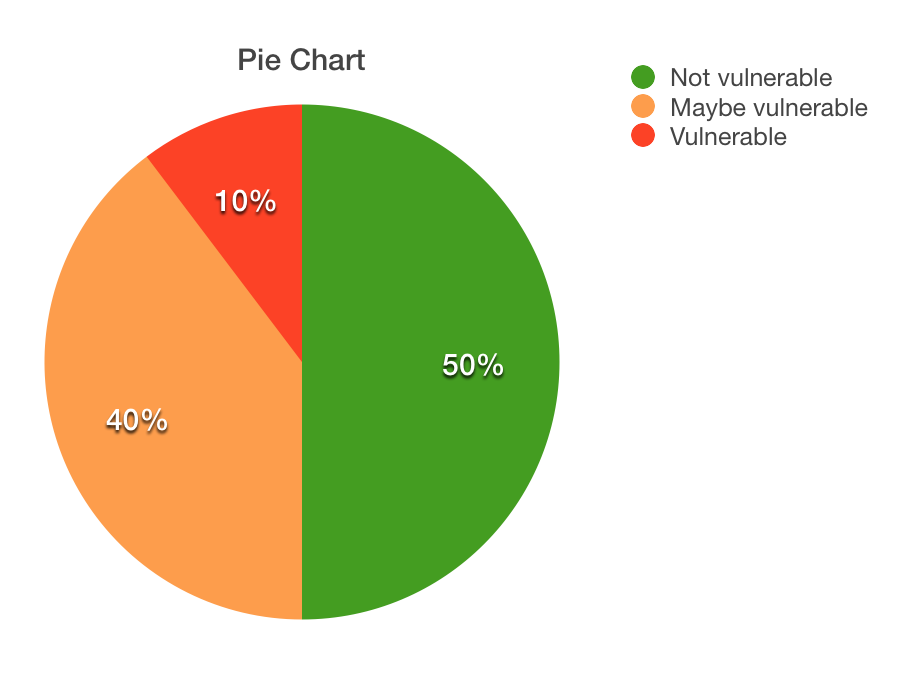 Pie Chart
Not vulnerable
Maybe vulnerable
Vulnerable
10%
50%
40%